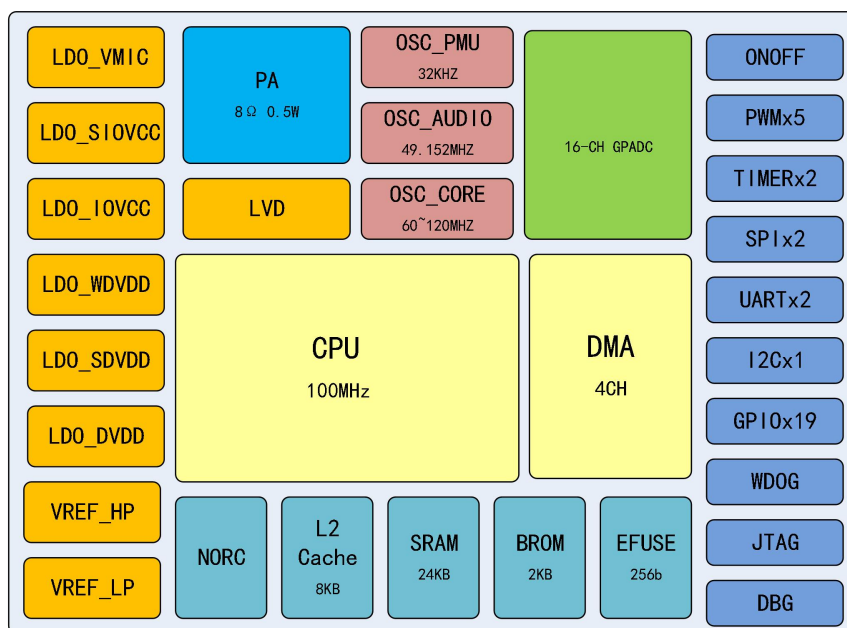 LDO_VMIC
LDO_SIOVCC
LDO_IOVCC
LDO_WDVDD
LDO_SDVDD
LDO_DVDD
VREF_HP
VREF_LP
PA
8Ω 0.5W
LVD
OSC_PMU
32KHZ
OSC_AUDIO
49.152MHZ
OSC_CORE
60~120MHZ
16-CH GPADC
CPU
100MHz
DMA
4CH
NORC
L2
Cache
8KB
SRAM
24KB
BROM
2KB
EFUSE
256b
ONOFF
PWMx5
TIMERx2
SPIx2
UARTx2
I2Cx1
GPIOx19
WDOG
JTAG
DBG